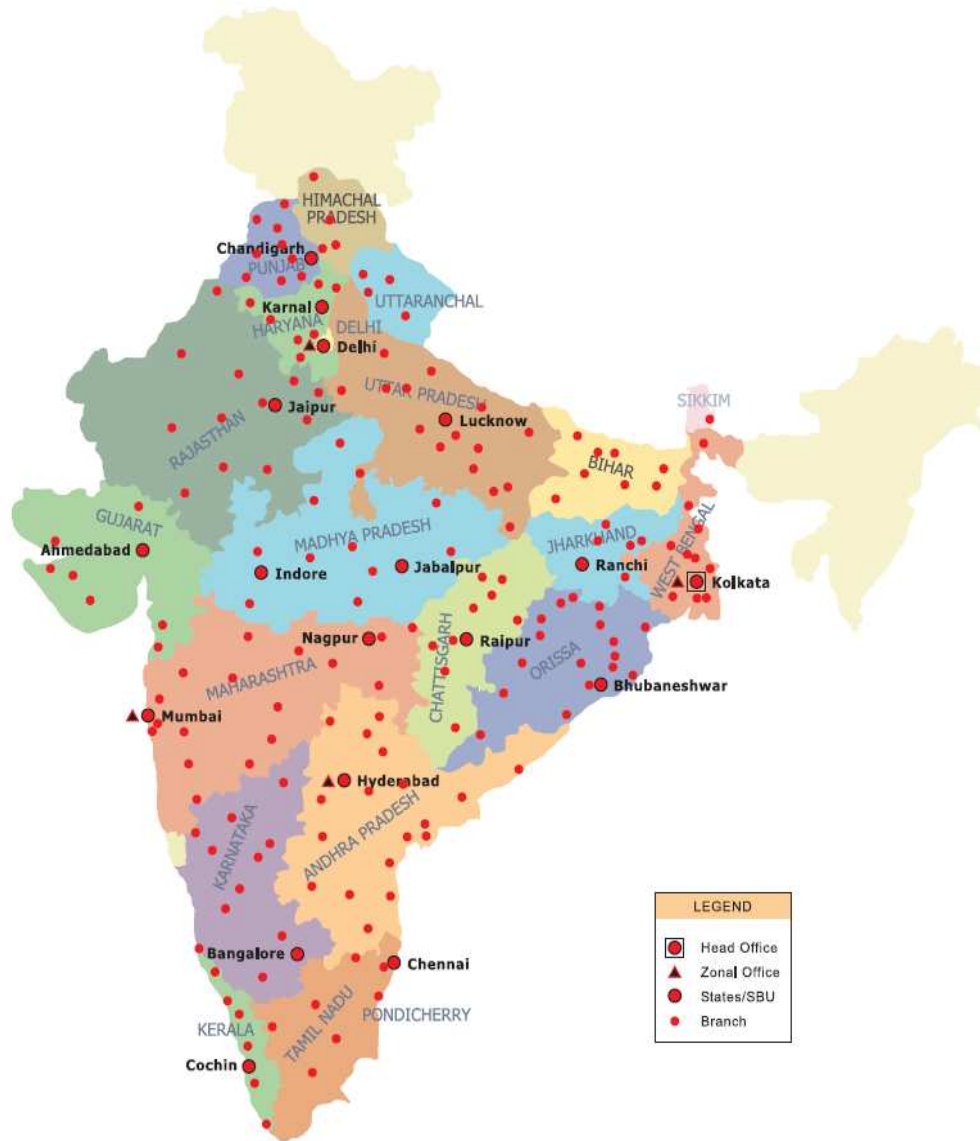 HIMACHAL
PRADESH
Chandigarh
PUNJAB
UTTARANCHAL
Karnal
HARYANA
DELHI
Delhi
UTTAR PRADESH
Jaipur
Lucknow
SIKKIM
RAJASTHAN
BIHAR
GUJARAT
MADHYA PRADESH
JHARKHAND
WEST BENGAL
Ahmedabad
Indore
Jabalpur
Ranchi
Kolkata
Nagpur
Raipur
ORISSA
MAHARASHTRA
CHATTISGARH
Bhubaneshwar
Mumbai
Hyderabad
KARNATAKA
ANDHRA PRADESH
LEGEND
Head Office
Zonal Office
States/SBU
Branch
Bangalore
Chennai
TAMIL NADU
PONDICHERRY
KERALA
Cochin